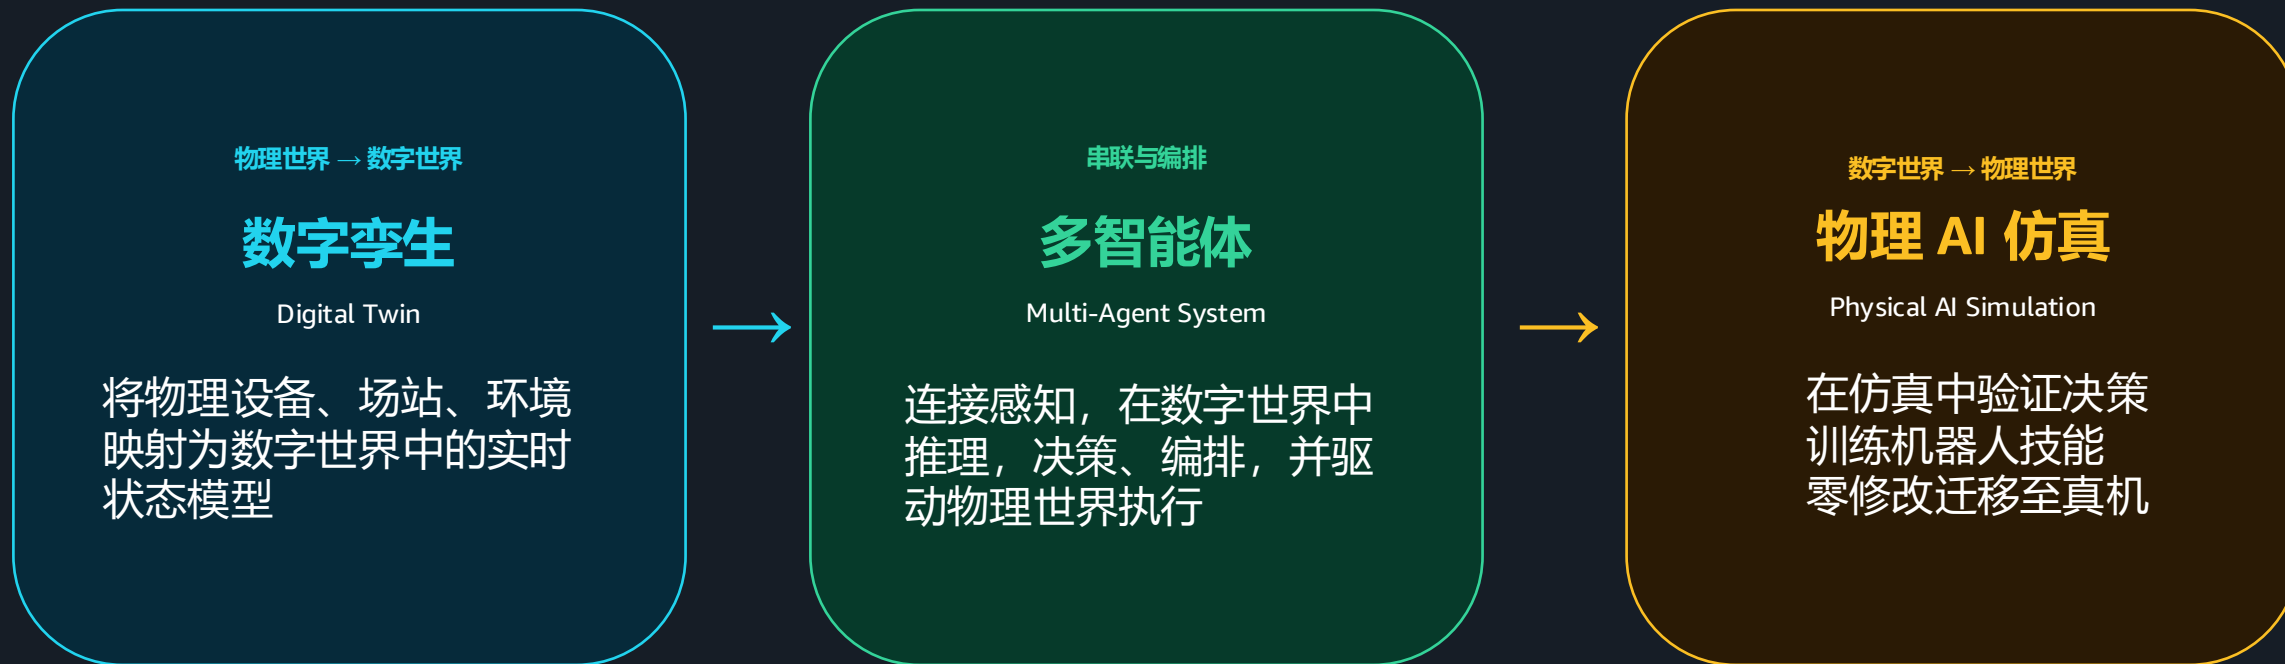 物理世界 → 数字世界
数字孪生
Digital Twin
将物理设备、场站、环境
映射为数字世界中的实时
状态模型
串联与编排
多智能体
Multi-Agent System
连接感知，在数字世界中
推理，决策、编排，并驱
动物理世界执行
数字世界 → 物理世界
物理 AI 仿真
Physical AI Simulation
在仿真中验证决策
训练机器人技能
零修改迁移至真机